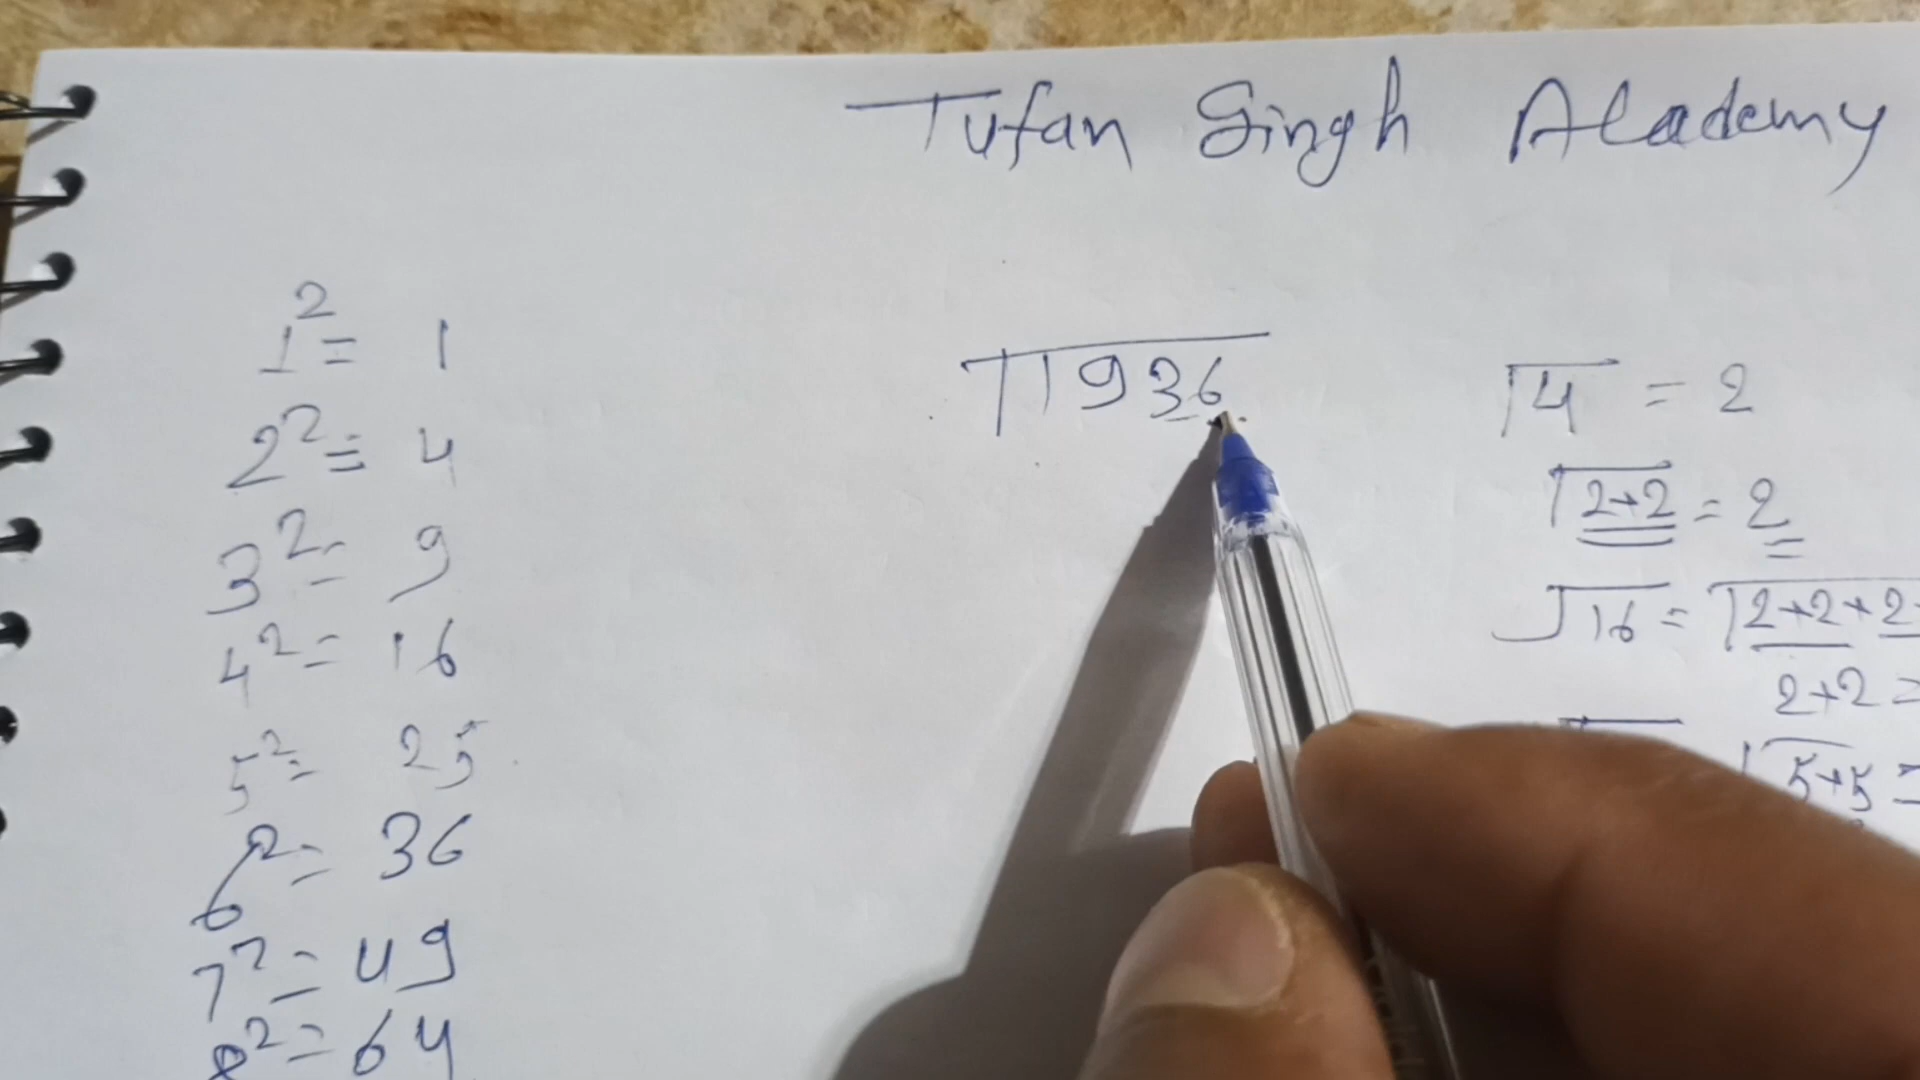 Tufan Singh Academy
1² = 1
2² = 4
3² = 9
4² = 16
5² = 25
6² = 36
7² = 49
8² = 64
√1936
√4 = 2
√2+2 = 2
√16 = √2+2+2
2+2 =
√5+5 =